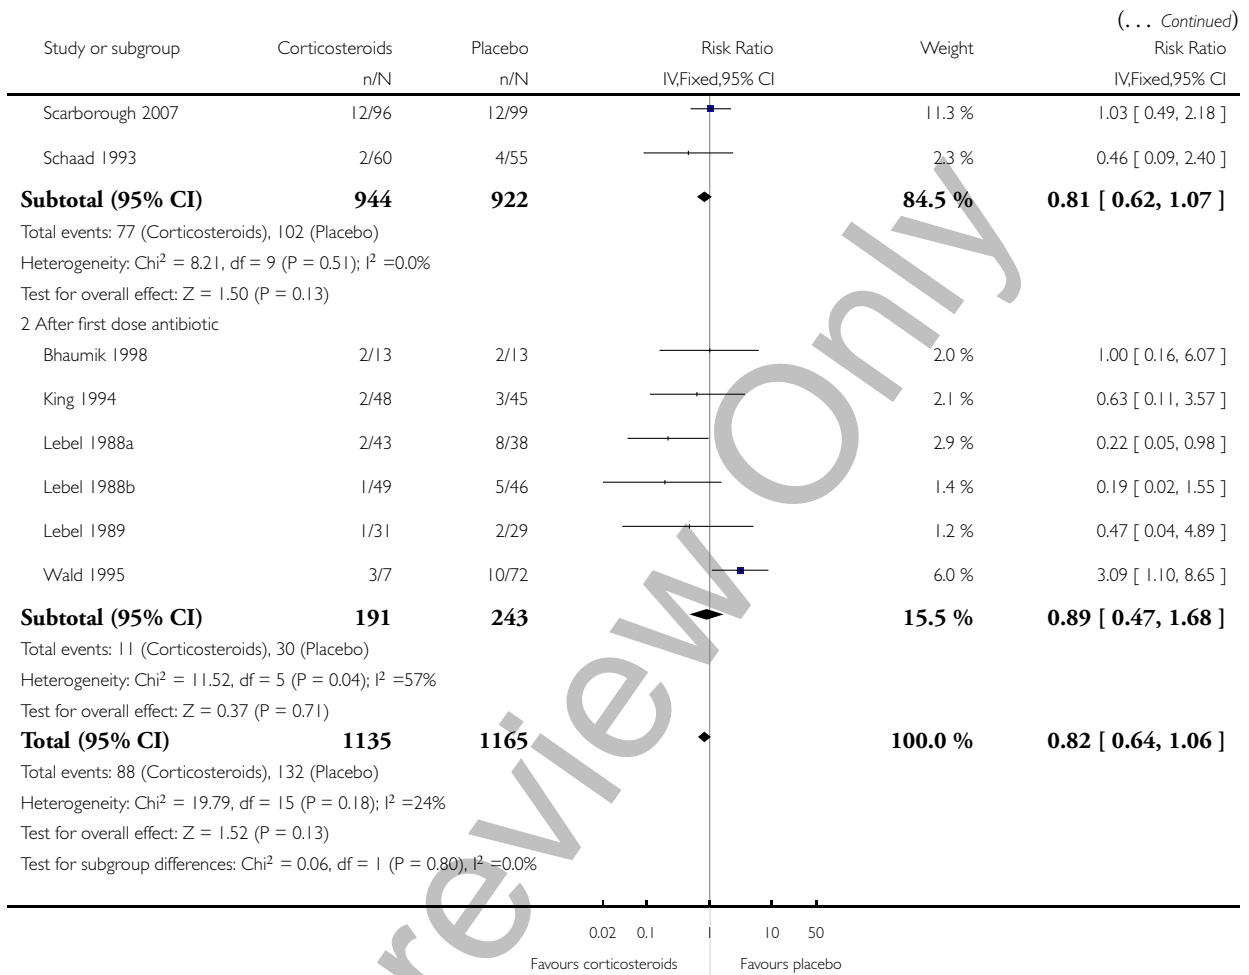 (... Continued)
Study or subgroup Corticosteroids Placebo Risk Ratio Weight Risk Ratio
n/N n/N IV,Fixed,95% CI IV,Fixed,95% CI
Scarborough 2007 12/96 12/99 11.3 % 1.03 [ 0.49, 2.18 ]
Schaad 1993 2/60 4/55 2.3 % 0.46 [ 0.09, 2.40 ]
Subtotal (95% CI) 944 922 84.5 % 0.81 [ 0.62, 1.07 ]
Total events: 77 (Corticosteroids), 102 (Placebo)
Heterogeneity: Chi² = 8.21, df = 9 (P = 0.51); I² =0.0%
Test for overall effect: Z = 1.50 (P = 0.13)
2 After first dose antibiotic
Bhaumik 1998 2/13 2/13 2.0 % 1.00 [ 0.16, 6.07 ]
King 1994 2/48 3/45 2.1 % 0.63 [ 0.11, 3.57 ]
Lebel 1988a 2/43 8/38 2.9 % 0.22 [ 0.05, 0.98 ]
Lebel 1988b 1/49 5/46 1.4 % 0.19 [ 0.02, 1.55 ]
Lebel 1989 1/31 2/29 1.2 % 0.47 [ 0.04, 4.89 ]
Wald 1995 3/7 10/72 6.0 % 3.09 [ 1.10, 8.65 ]
Subtotal (95% CI) 191 243 15.5 % 0.89 [ 0.47, 1.68 ]
Total events: 11 (Corticosteroids), 30 (Placebo)
Heterogeneity: Chi² = 11.52, df = 5 (P = 0.04); I² =57%
Test for overall effect: Z = 0.37 (P = 0.71)
Total (95% CI) 1135 1165 100.0 % 0.82 [ 0.64, 1.06 ]
Total events: 88 (Corticosteroids), 132 (Placebo)
Heterogeneity: Chi² = 19.79, df = 15 (P = 0.18); I² =24%
Test for overall effect: Z = 1.52 (P = 0.13)
Test for subgroup differences: Chi² = 0.06, df = 1 (P = 0.80), I² =0.0%
0.02 0.1 1 10 50
Favours corticosteroids Favours placebo
review Only